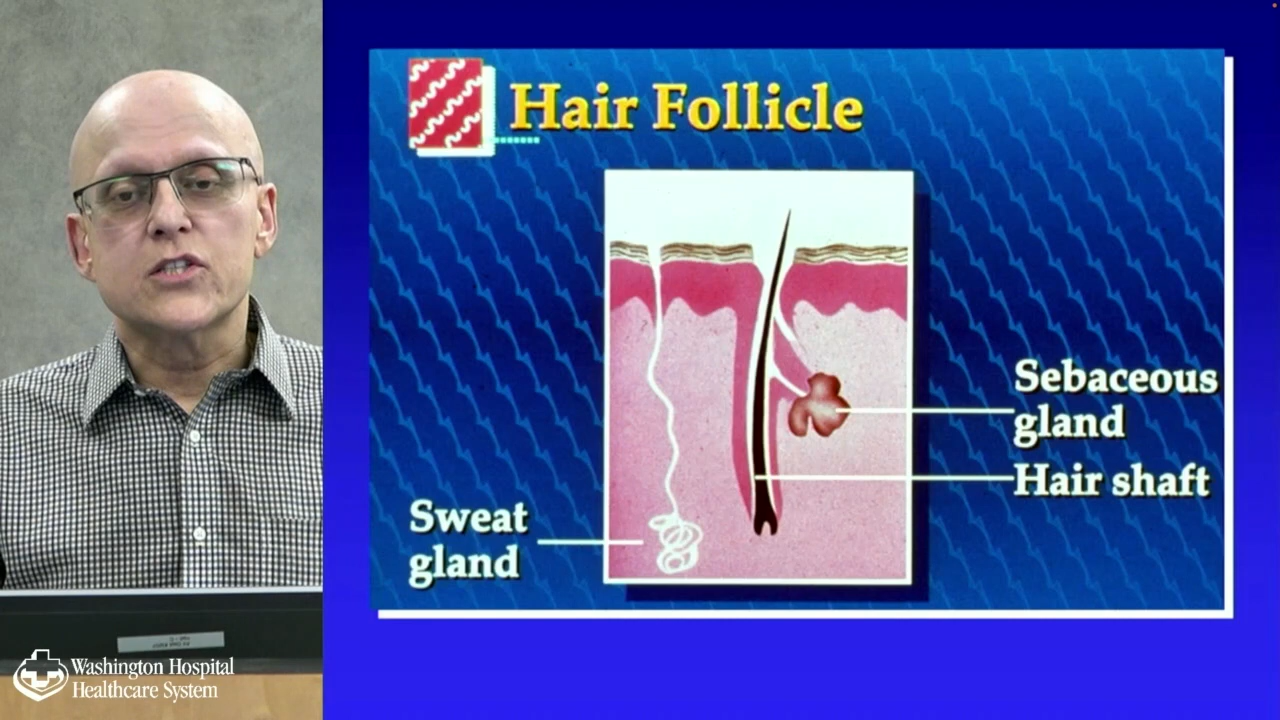 Hair Follicle
Sebaceous
gland
Hair shaft
Sweat
gland
Washington Hospital
Healthcare System